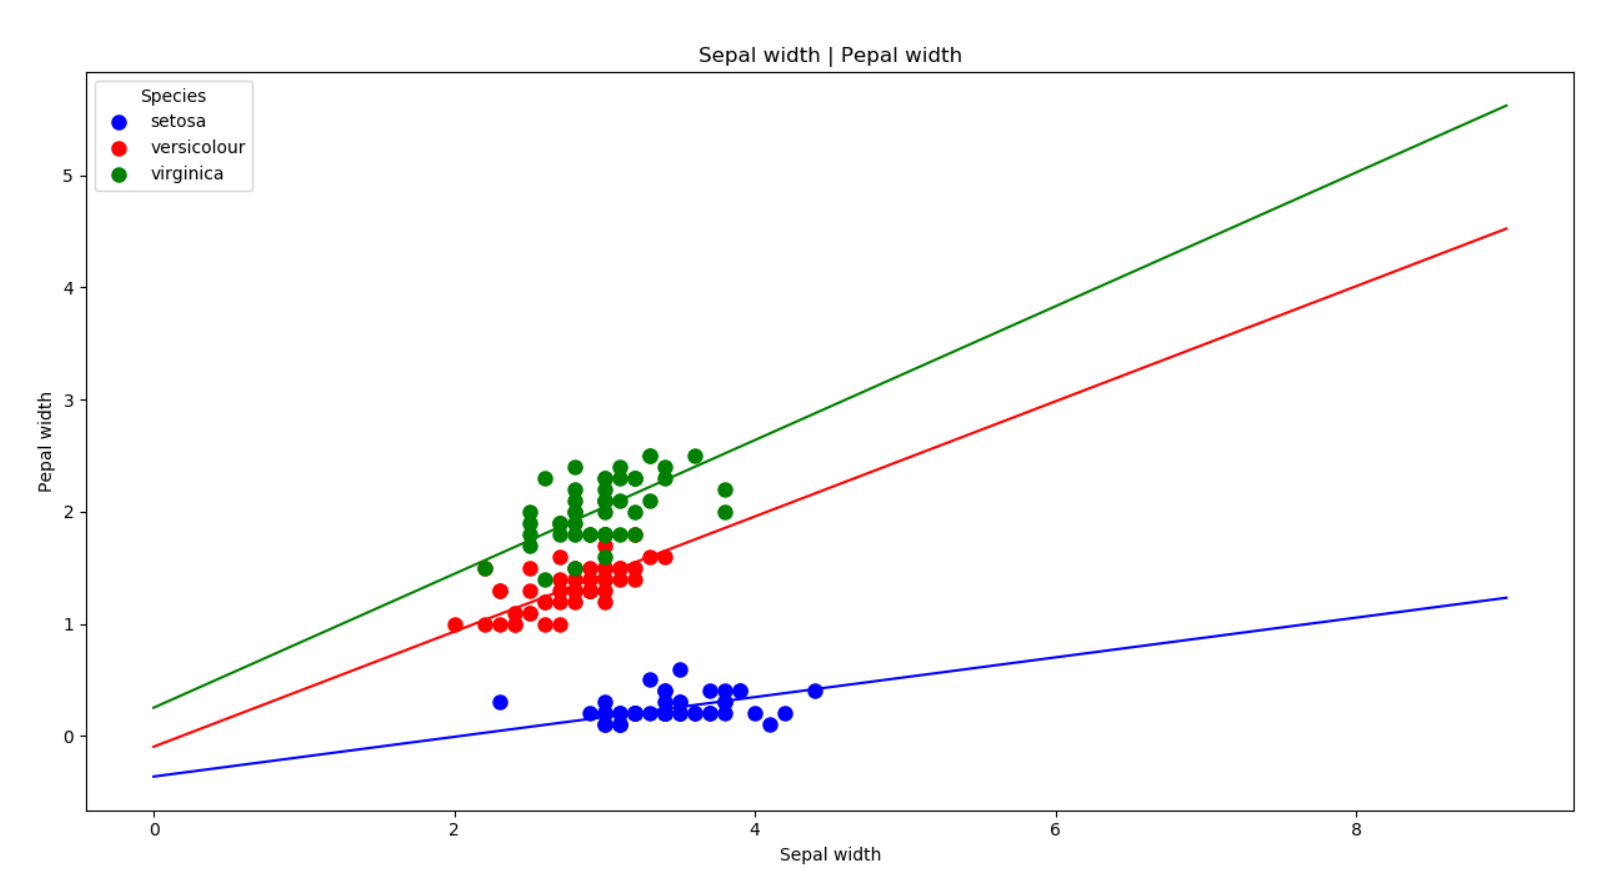 Sepal width | Pepal width
Species
setosa
versicolour
virginica
5
4
3
2
1
0
Pepal width
0 2 4 6 8
Sepal width